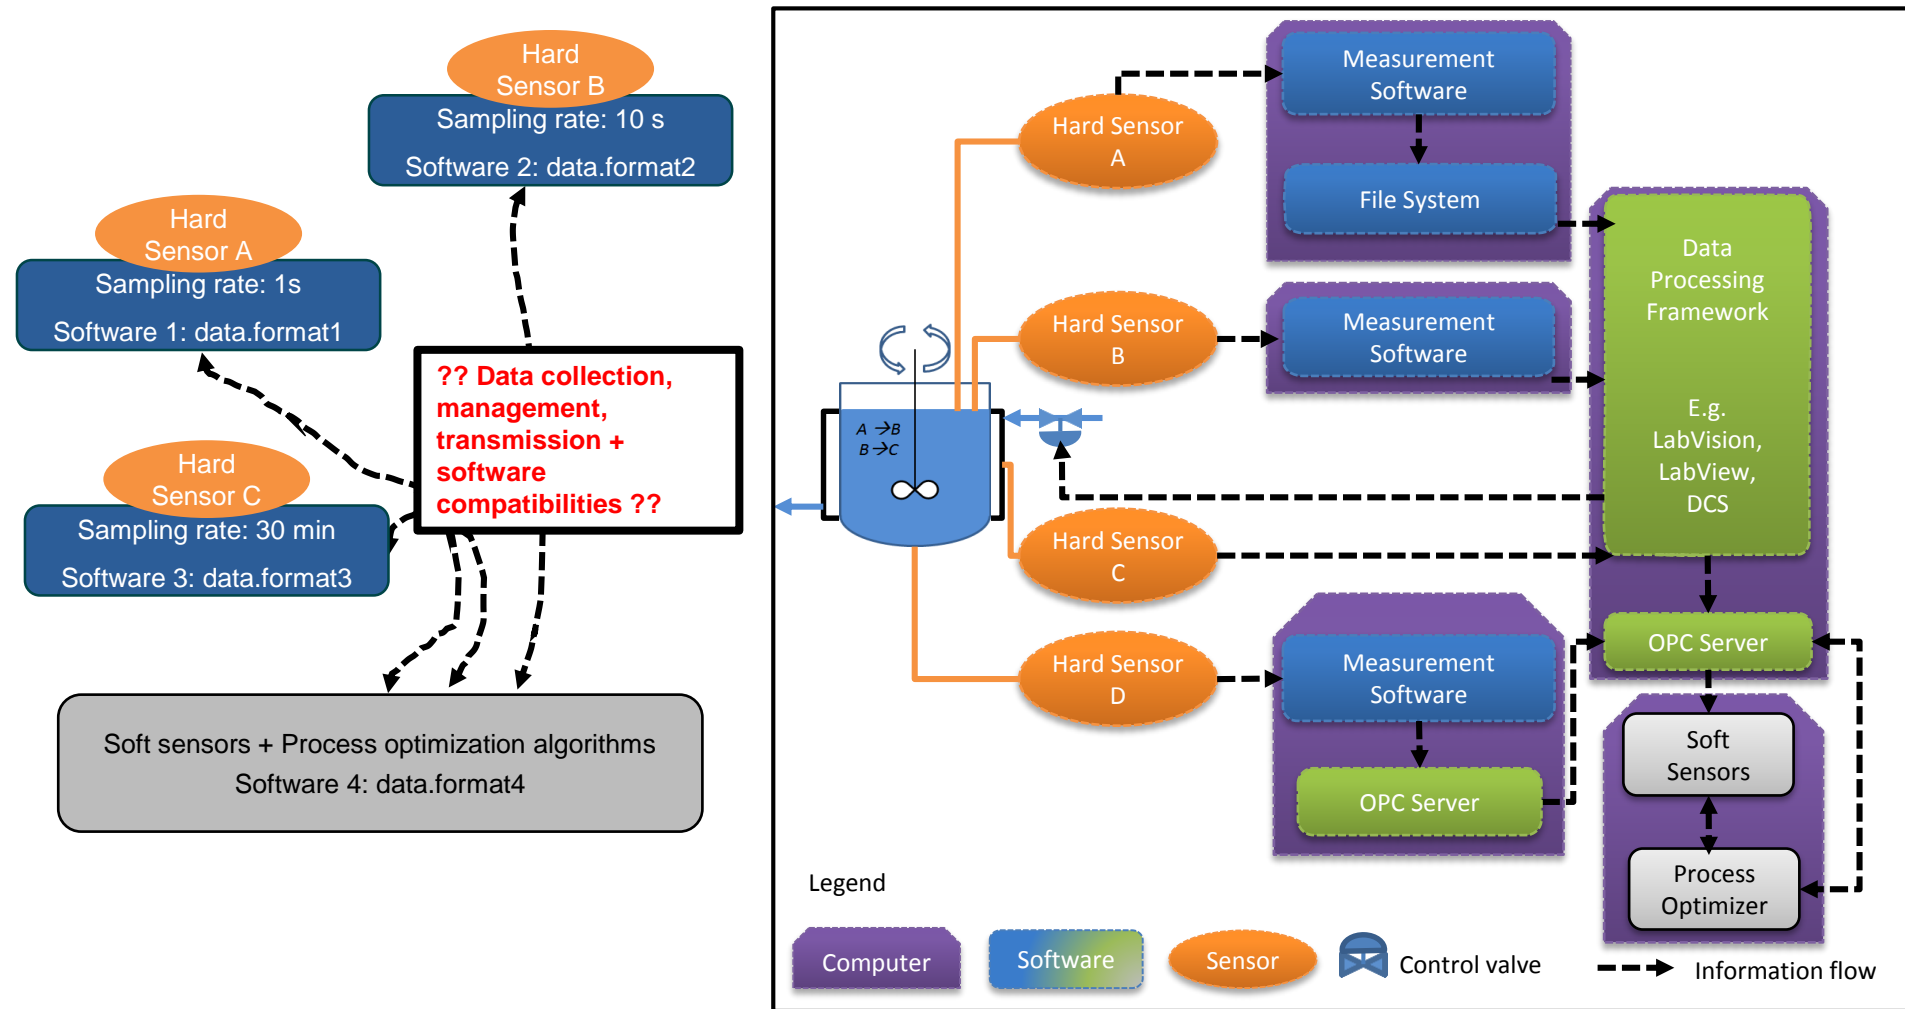 Hard
Sensor B
Sampling rate: 10 s
Software 2: data.format2
Hard
Sensor A
Sampling rate: 1s
Software 1: data.format1
?? Data collection,
management,
transmission +
software
compatibilities ??
Hard
Sensor C
Sampling rate: 30 min
Software 3: data.format3
Soft sensors + Process optimization algorithms
Software 4: data.format4
Hard Sensor
A
Measurement
Software
File System
Hard Sensor
B
Measurement
Software
Data
Processing
Framework
E.g.
LabVision,
LabView,
DCS
A →B
B →C
Hard Sensor
C
Hard Sensor
D
Measurement
Software
OPC Server
OPC Server
Soft
Sensors
Process
Optimizer
Legend
Computer
Software
Sensor
Control valve
Information flow